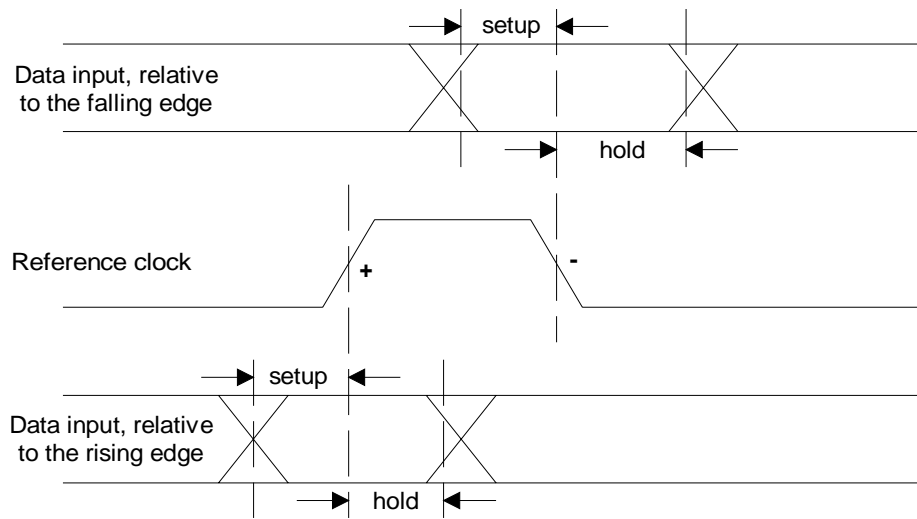 setup
Data input, relative
to the falling edge
hold
Reference clock
+
-
setup
Data input, relative
to the rising edge
hold